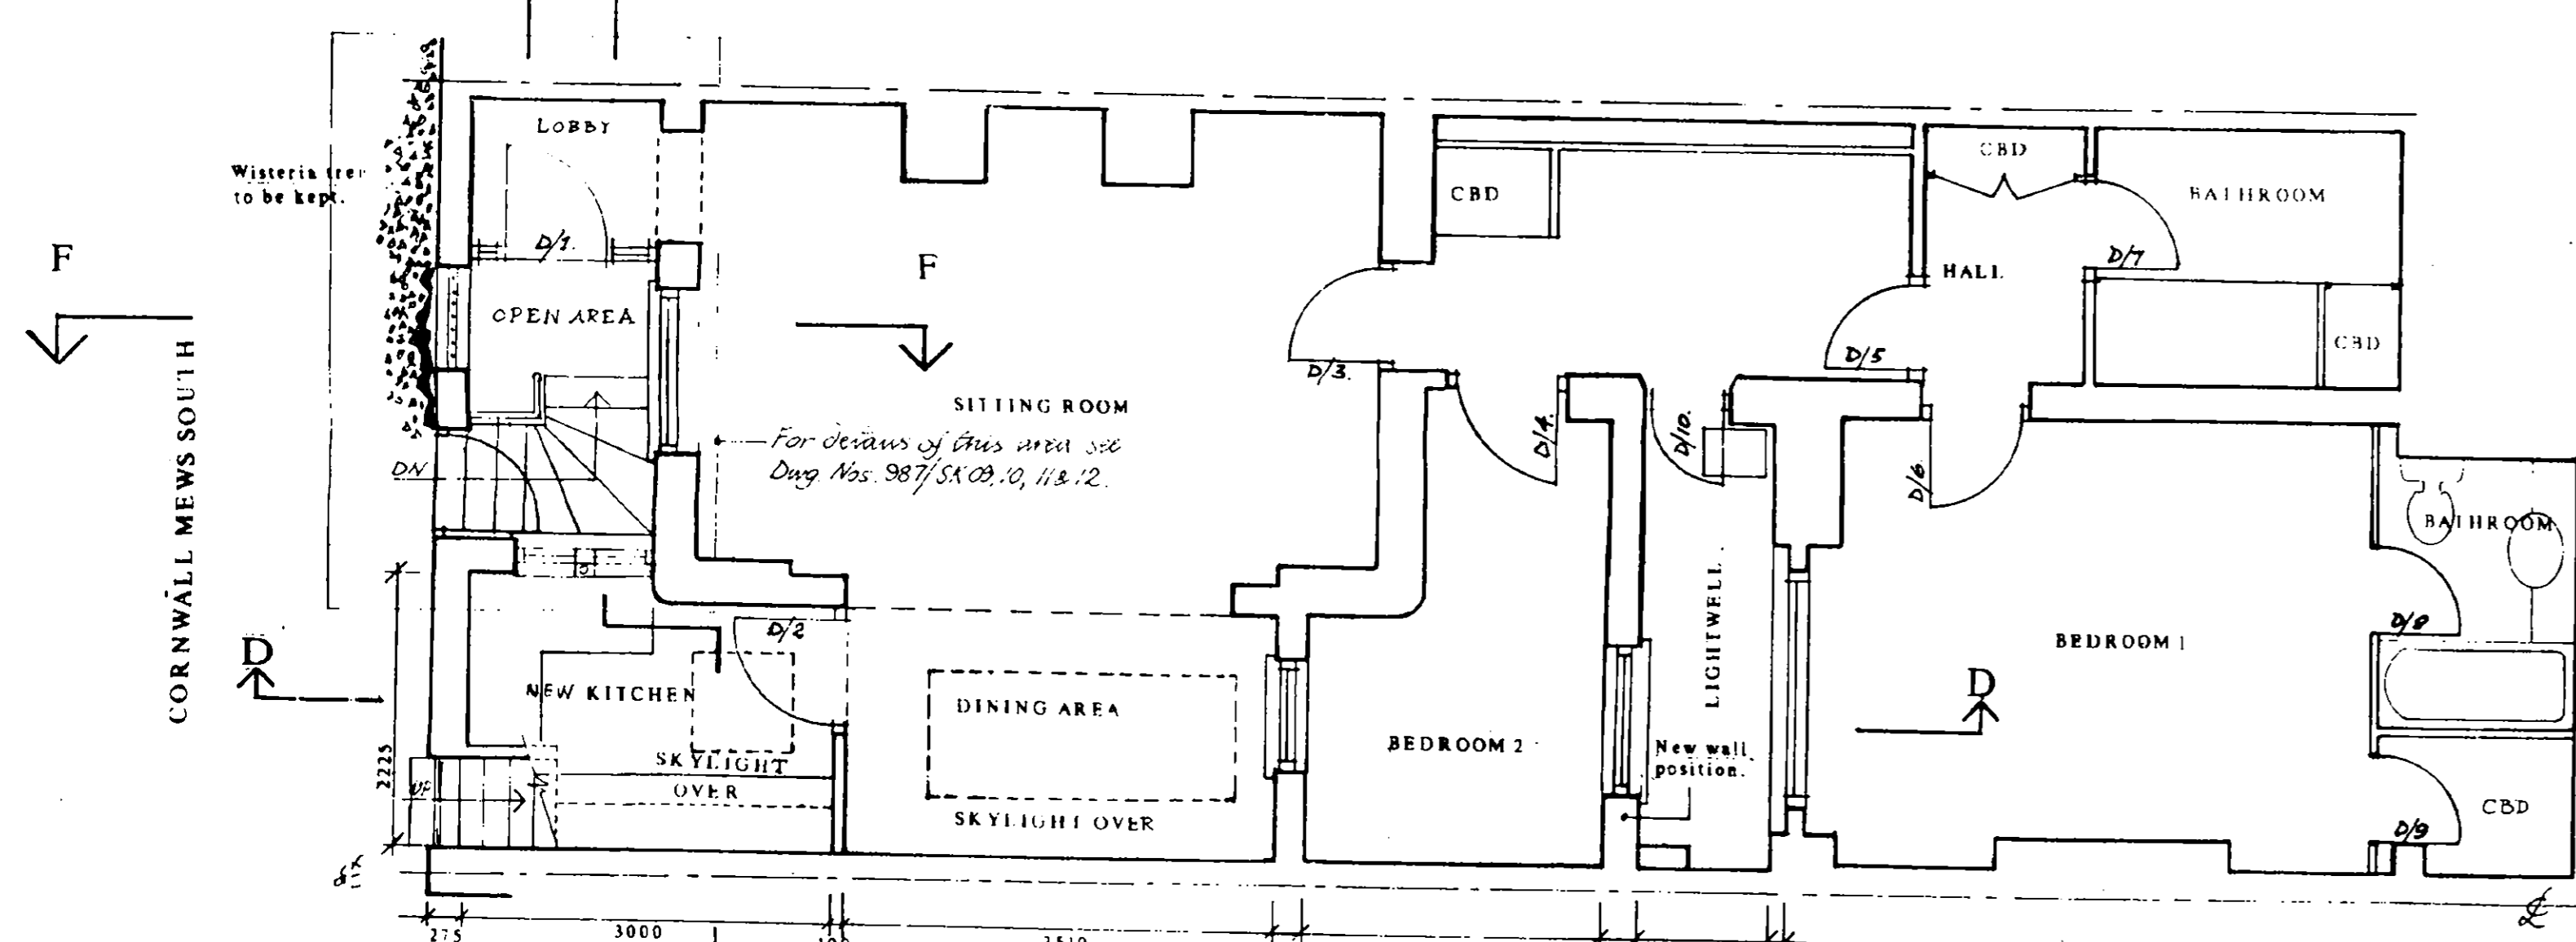 LOBBY
Wisteria tree
to be kept.
CBD
CBD
BATHROOM
D/1.
F
F
D/7
HALL
OPEN AREA
CBD
D/3.
D/5
CORNWALL MEWS SOUTH
SITTING ROOM
For details of this area see
Dwg. Nos. 987/SK 09, 10, 11 & 12.
DN
D/4.
D/10.
D/6
BATHROOM
D/2
LIGHTWELL
D/8
BEDROOM 1
D
D
NEW KITCHEN
DINING AREA
BEDROOM 2
New wall
position.
SKYLIGHT
OVER
2225
UP
SKYLIGHT OVER
CBD
D/9
275
3000